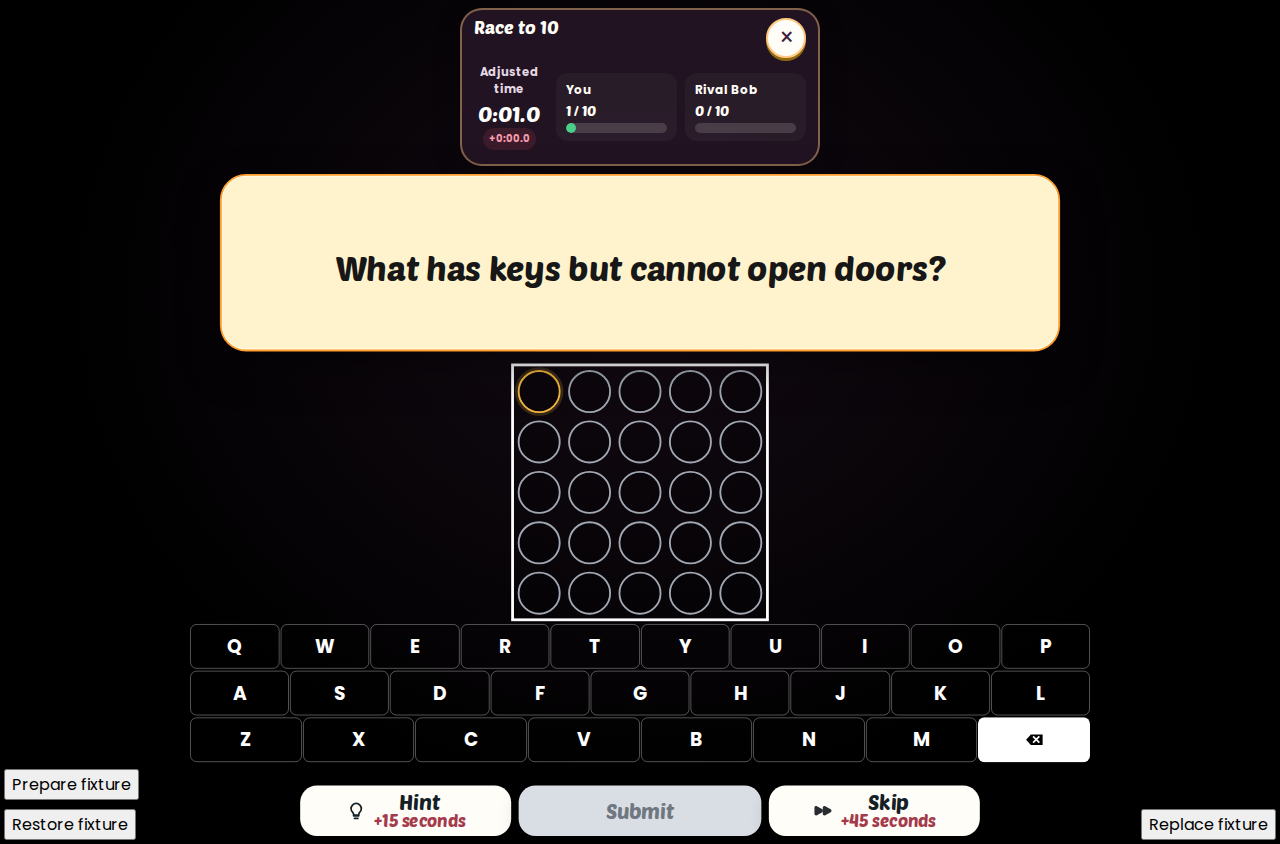 Race to 10
×
Adjusted
time
0:01.0
+0:00.0
You
1 / 10
Rival Bob
0 / 10
What has keys but cannot open doors?
Q W E R T Y U I O P
A S D F G H J K L
Z X C V B N M
Prepare fixture
Restore fixture
Hint
+15 seconds
Submit
Skip
+45 seconds
Replace fixture